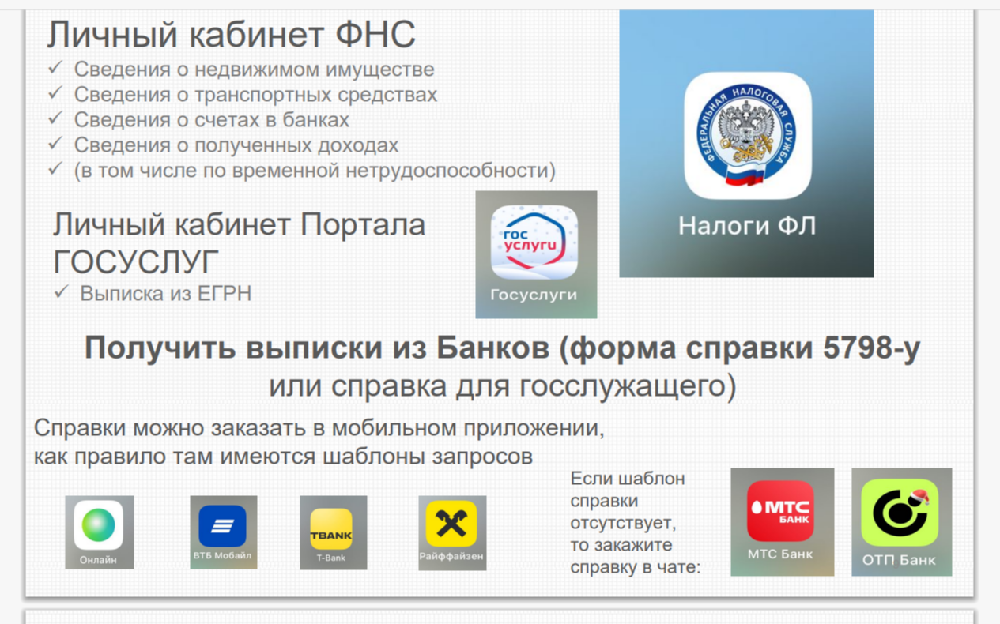 Личный кабинет ФНС
✓ Сведения о недвижимом имуществе
✓ Сведения о транспортных средствах
✓ Сведения о счетах в банках
✓ Сведения о полученных доходах
✓ (в том числе по временной нетрудоспособности)
ФЕДЕРАЛЬНАЯ НАЛОГОВАЯ СЛУЖБА
Налоги ФЛ
Личный кабинет Портала
ГОСУСЛУГ
✓ Выписка из ЕГРН
гос
услуги
Госуслуги
Получить выписки из Банков (форма справки 5798-у
или справка для госслужащего)
Справки можно заказать в мобильном приложении,
как правило там имеются шаблоны запросов
Онлайн
ВТБ Мобайл
TBANK
T-Bank
Райффайзен
Если шаблон
справки
отсутствует,
то закажите
справку в чате:
МТС
БАНК
МТС Банк
ОТП Банк